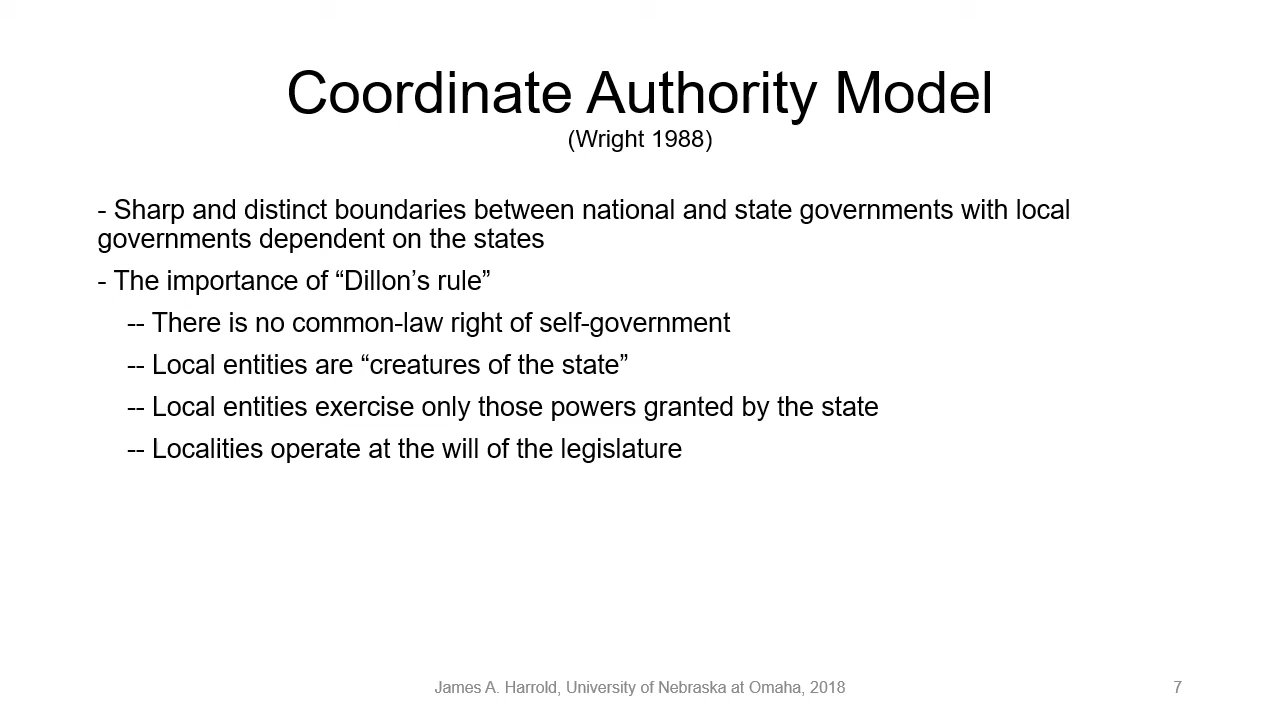 Coordinate Authority Model
(Wright 1988)
- Sharp and distinct boundaries between national and state governments with local
governments dependent on the states
- The importance of “Dillon’s rule”
-- There is no common-law right of self-government
-- Local entities are “creatures of the state”
-- Local entities exercise only those powers granted by the state
-- Localities operate at the will of the legislature
James A. Harrold, University of Nebraska at Omaha, 2018
7